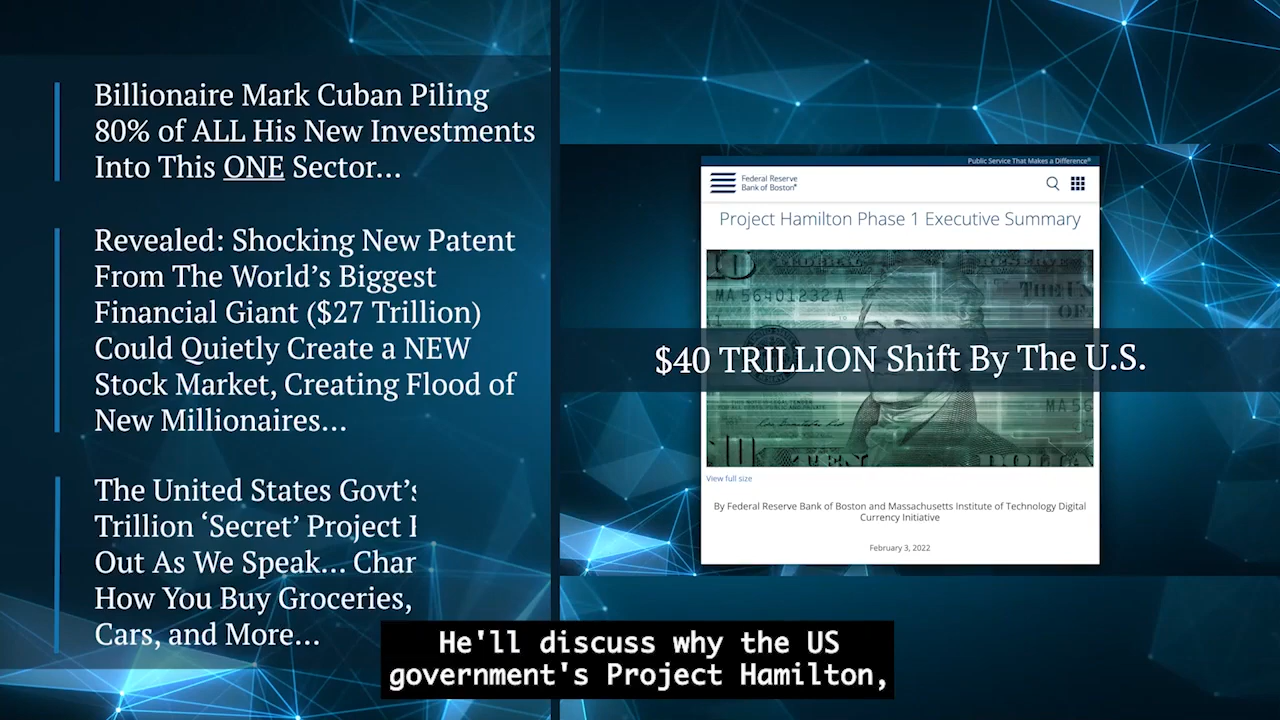 Billionaire Mark Cuban Piling
80% of ALL His New Investments
Into This ONE Sector...
Revealed: Shocking New Patent
From The World's Biggest
Financial Giant ($27 Trillion)
Could Quietly Create a NEW
Stock Market, Creating Flood of
New Millionaires...
The United States Govt's
Trillion ‘Secret’ Project
Out As We Speak...
How You Buy Groceries,
Cars, and More...
Public Service That Makes a Difference®
Federal Reserve
Bank of Boston®
Project Hamilton Phase 1 Executive Summary
MA 56401232 A
$40 TRILLION Shift By The U.S.
View full size
By Federal Reserve Bank of Boston and Massachusetts Institute of Technology Digital
Currency Initiative
February 3, 2022
He'll discuss why the US
government's Project Hamilton,